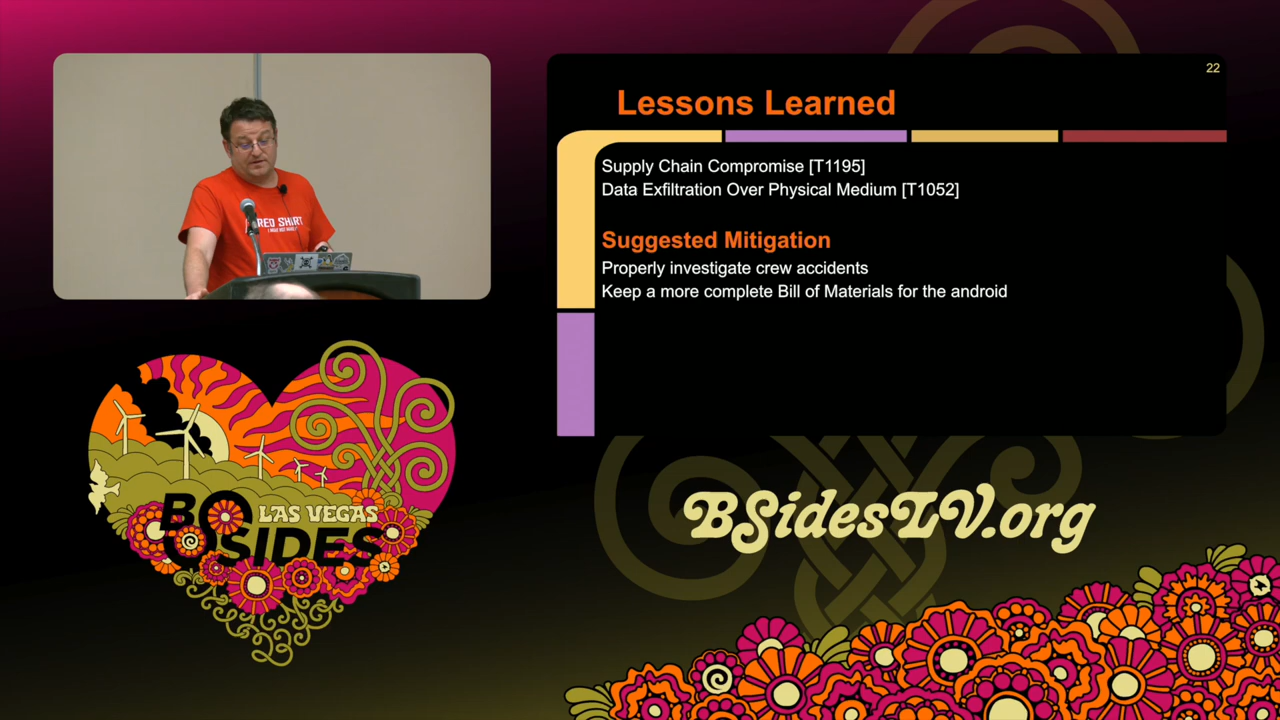 22
Lessons Learned
Supply Chain Compromise [T1195]
Data Exfiltration Over Physical Medium [T1052]
Suggested Mitigation
Properly investigate crew accidents
Keep a more complete Bill of Materials for the android
RED SHIRT
LAS VEGAS
BSIDES
BSidesLV.org